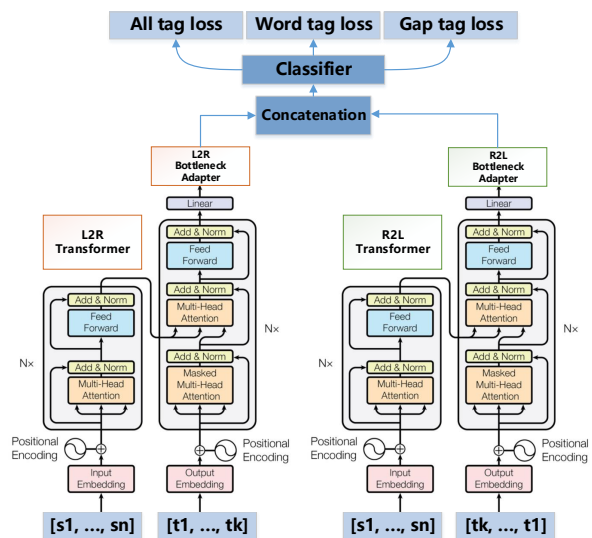 All tag loss
Word tag loss
Gap tag loss
Classifier
Concatenation
L2R
Bottleneck
Adapter
Linear
L2R
Transformer
Add & Norm
Feed
Forward
Add & Norm
Multi-Head
Attention
Add & Norm
Masked
Multi-Head
Attention
Nx
Add & Norm
Feed
Forward
Add & Norm
Multi-Head
Attention
N×
Positional
Encoding
Input
Embedding
Output
Embedding
Positional
Encoding
[s1, ..., sn]
[t1, ..., tk]
R2L
Bottleneck
Adapter
Linear
R2L
Transformer
Add & Norm
Feed
Forward
Add & Norm
Multi-Head
Attention
Add & Norm
Masked
Multi-Head
Attention
N×
Add & Norm
Feed
Forward
Add & Norm
Multi-Head
Attention
N×
Positional
Encoding
Input
Embedding
Output
Embedding
Positional
Encoding
[s1, ..., sn]
[tk, ..., t1]